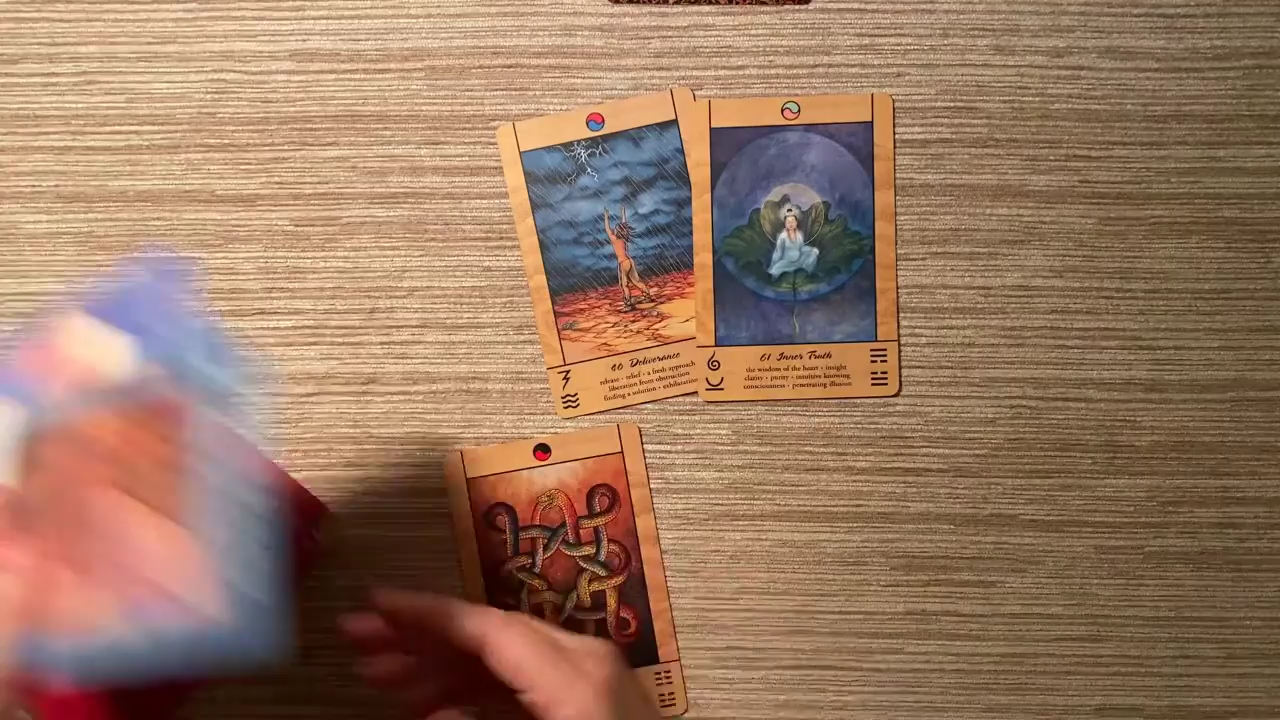 40 Deliverance
release • relief • a fresh approach
liberation from obstruction
finding a solution • exhilaration
61 Inner Truth
the wisdom of the heart • insight
clarity • purity • intuitive knowing
consciousness • penetrating illusion